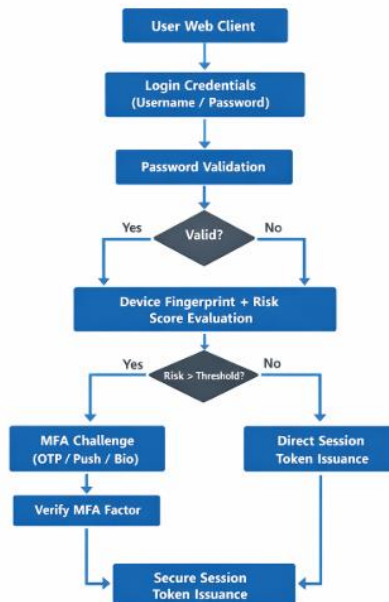 User Web Client
Login Credentials
(Username / Password)
Password Validation
Yes
Valid?
No
Device Fingerprint + Risk
Score Evaluation
Yes
Risk > Threshold?
No
MFA Challenge
(OTP / Push / Bio)
Direct Session
Token Issuance
Verify MFA Factor
Secure Session
Token Issuance